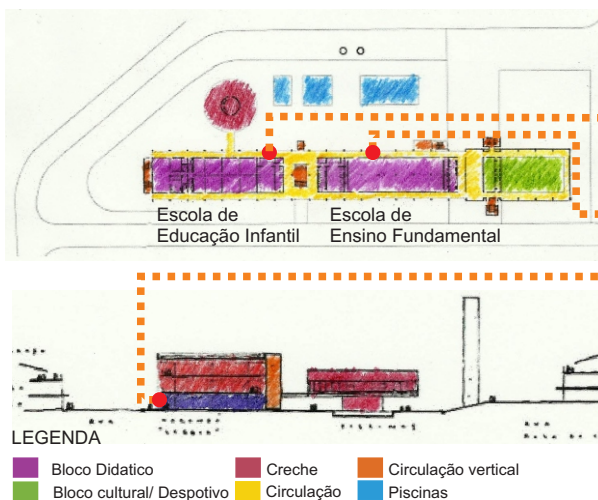 Escola de
Educação Infantil
Escola de
Ensino Fundamental
LEGENDA
Bloco Didatico
Creche
Circulação vertical
Bloco cultural/ Despotivo
Circulação
Piscinas